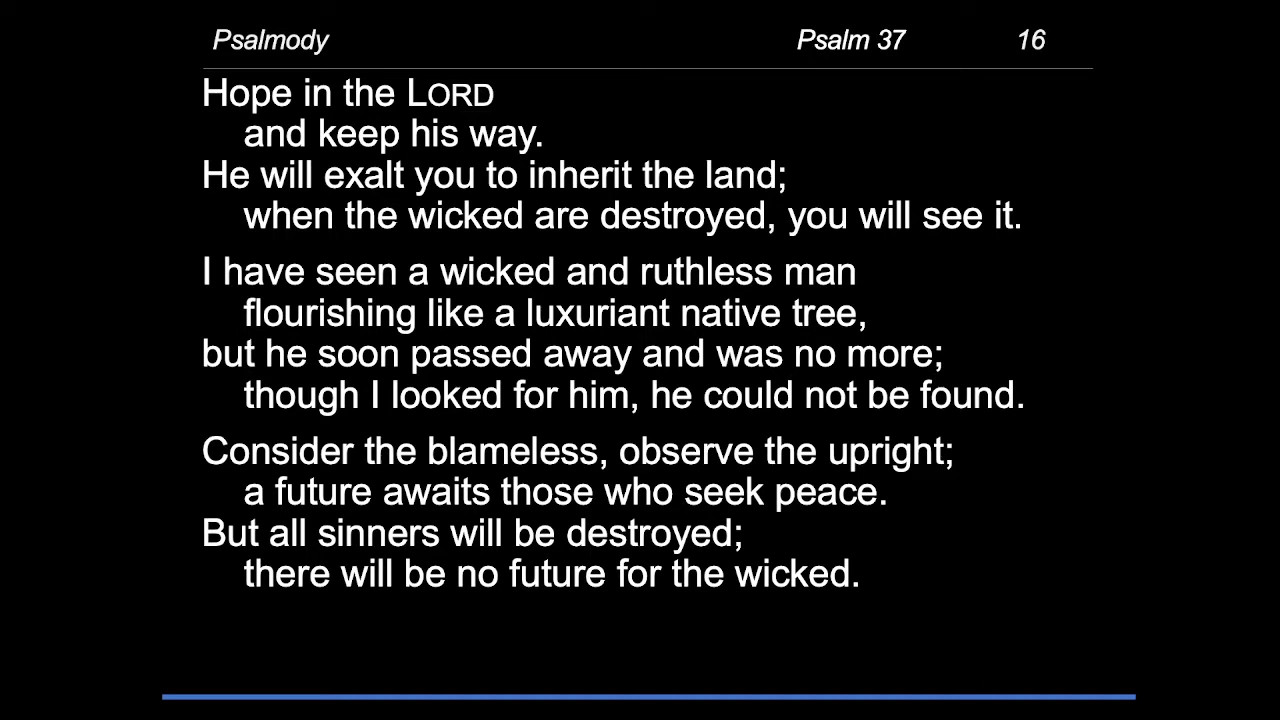 Psalmody Psalm 37 16
Hope in the LORD
and keep his way.
He will exalt you to inherit the land;
when the wicked are destroyed, you will see it.
I have seen a wicked and ruthless man
flourishing like a luxuriant native tree,
but he soon passed away and was no more;
though I looked for him, he could not be found.
Consider the blameless, observe the upright;
a future awaits those who seek peace.
But all sinners will be destroyed;
there will be no future for the wicked.